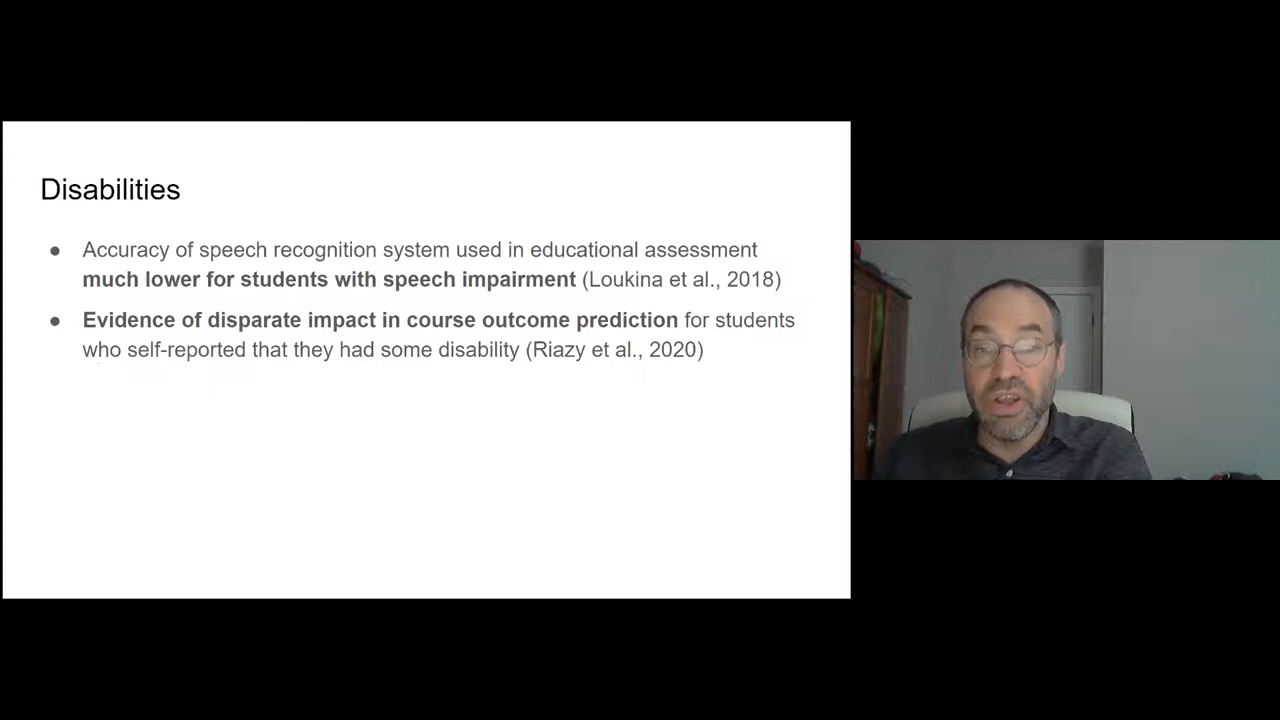 Disabilities
● Accuracy of speech recognition system used in educational assessment
much lower for students with speech impairment (Loukina et al., 2018)
● Evidence of disparate impact in course outcome prediction for students
who self-reported that they had some disability (Riazy et al., 2020)